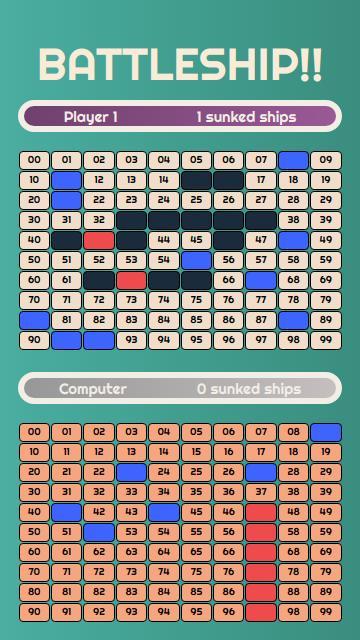 BATTLESHIP!!
Player 1 1 sunked ships
00 01 02 03 04 05 06 07 09
10 12 13 14 17 18 19
20 22 23 24 25 26 27 28 29
30 31 32 38 39
40 44 45 47 49
50 51 52 53 54 56 57 58 59
60 61 66 68 69
70 71 72 73 74 75 76 77 78 79
81 82 83 84 85 86 87 89
90 93 94 95 96 97 98 99
Computer 0 sunked ships
00 01 02 03 04 05 06 07 08
10 11 12 13 14 15 16 17 18 19
20 21 22 24 25 26 28 29
30 31 32 33 34 35 36 37 38 39
40 42 43 45 46 48 49
50 51 53 54 55 56 58 59
60 61 62 63 64 65 66 68 69
70 71 72 73 74 75 76 78 79
80 81 82 83 84 85 86 88 89
90 91 92 93 94 95 96 98 99